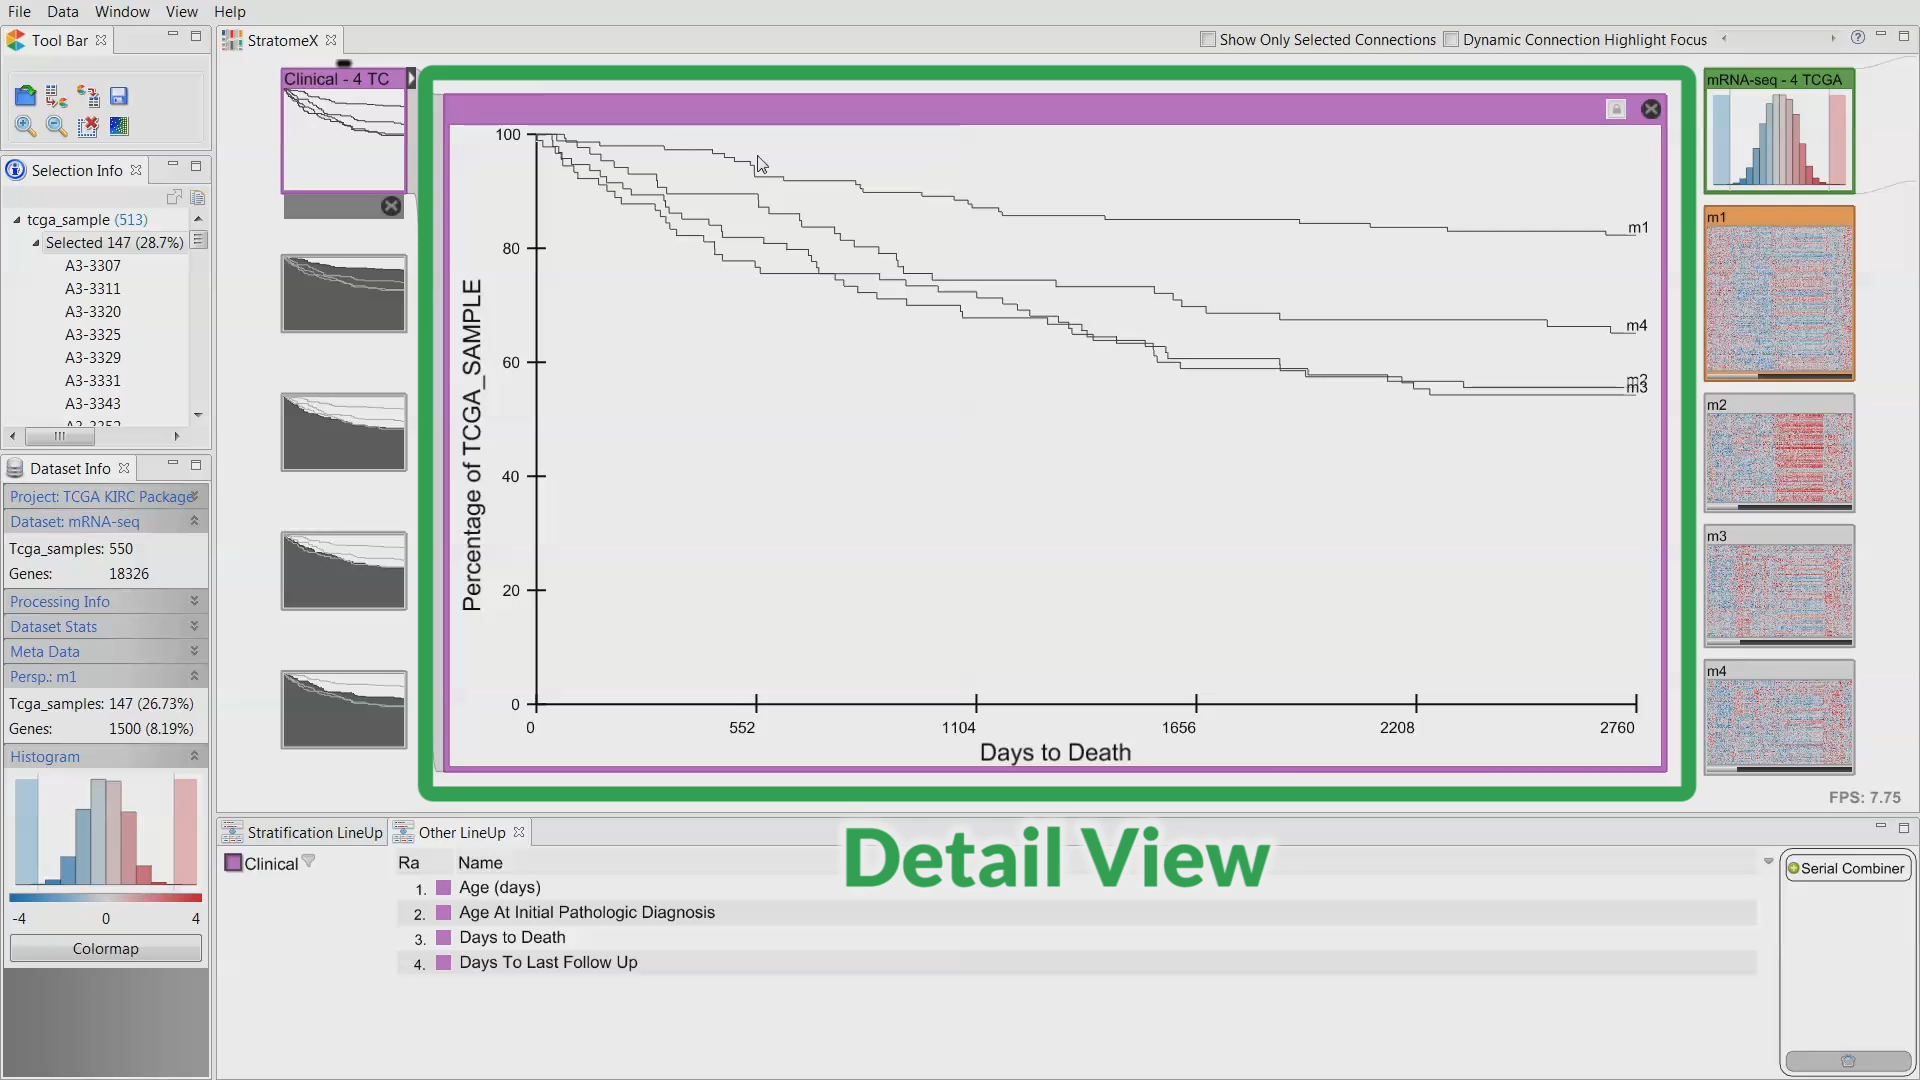 File Data Window View Help
Tool Bar
StratomeX
Show Only Selected Connections
Dynamic Connection Highlight Focus
Selection Info
tcga_sample (513)
Selected 147 (28.7%)
A3-3307
A3-3311
A3-3320
A3-3325
A3-3329
A3-3331
A3-3343
Dataset Info
Project: TCGA KIRC Package
Dataset: mRNA-seq
Tcga_samples: 550
Genes: 18326
Processing Info
Dataset Stats
Meta Data
Persp.: m1
Tcga_samples: 147 (26.73%)
Genes: 1500 (8.19%)
Histogram
-4 0 4
Colormap
Clinical - 4 TC
100
80
60
40
20
0
Percentage of TCGA_SAMPLE
m1
m4
m2
m3
0 552 1104 1656 2208 2760
Days to Death
mRNA-seq - 4 TCGA
m1
m2
m3
m4
FPS: 7.75
Detail View
Stratification LineUp
Other LineUp
Clinical
Ra Name
1. Age (days)
2. Age At Initial Pathologic Diagnosis
3. Days to Death
4. Days To Last Follow Up
Serial Combiner